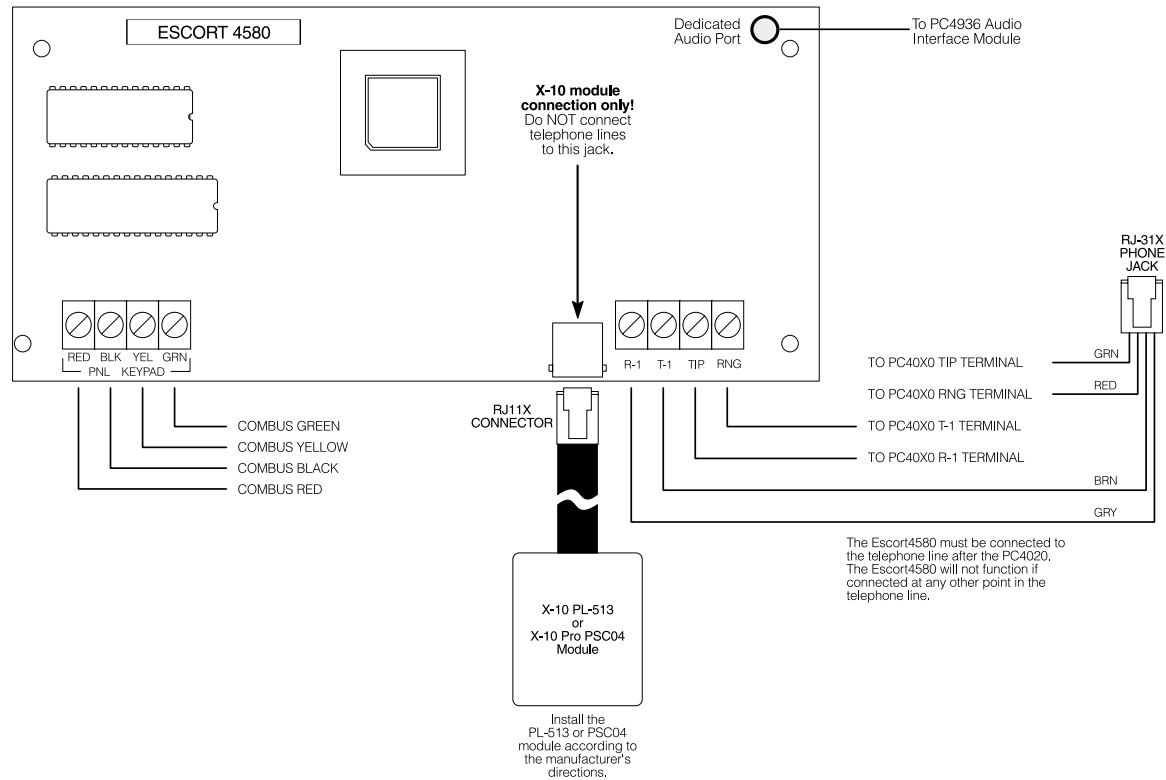 ESCORT 4580
Dedicated
Audio Port
To PC4936 Audio
Interface Module
X-10 module
connection only!
Do NOT connect
telephone lines
to this jack.
RJ-31X
PHONE
JACK
RED BLK YEL GRN
PNL KEYPAD
R-1 T-1 TIP RNG
COMBUS GREEN
COMBUS YELLOW
COMBUS BLACK
COMBUS RED
RJ11X
CONNECTOR
TO PC40X0 TIP TERMINAL
GRN
TO PC40X0 RNG TERMINAL
RED
TO PC40X0 T-1 TERMINAL
TO PC40X0 R-1 TERMINAL
BRN
GRY
The Escort4580 must be connected to
the telephone line after the PC4020.
The Escort4580 will not function if
connected at any other point in the
telephone line.
X-10 PL-513
or
X-10 Pro PSC04
Module
Install the
PL-513 or PSC04
module according to
the manufacturer's
directions.